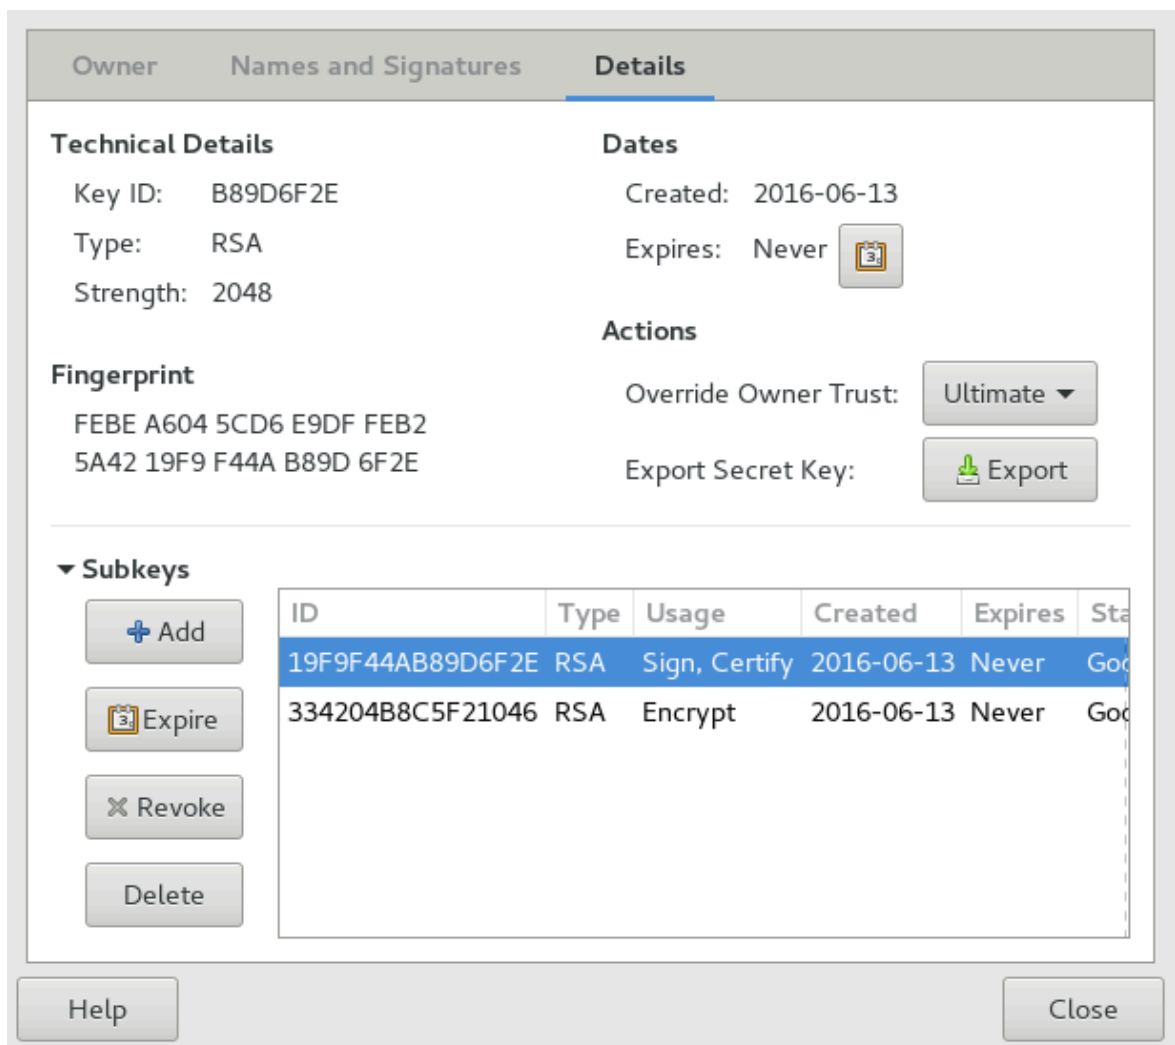 Owner Names and Signatures Details
Technical Details
Key ID: B89D6F2E
Type: RSA
Strength: 2048
Fingerprint
FEBE A604 5CD6 E9DF FEB2
5A42 19F9 F44A B89D 6F2E
Dates
Created: 2016-06-13
Expires: Never
Actions
Override Owner Trust: Ultimate
Export Secret Key: Export
Subkeys
Add
Expire
Revoke
Delete
ID Type Usage Created Expires Sta
19F9F44AB89D6F2E RSA Sign, Certify 2016-06-13 Never Goo
334204B8C5F21046 RSA Encrypt 2016-06-13 Never Goo
Help Close